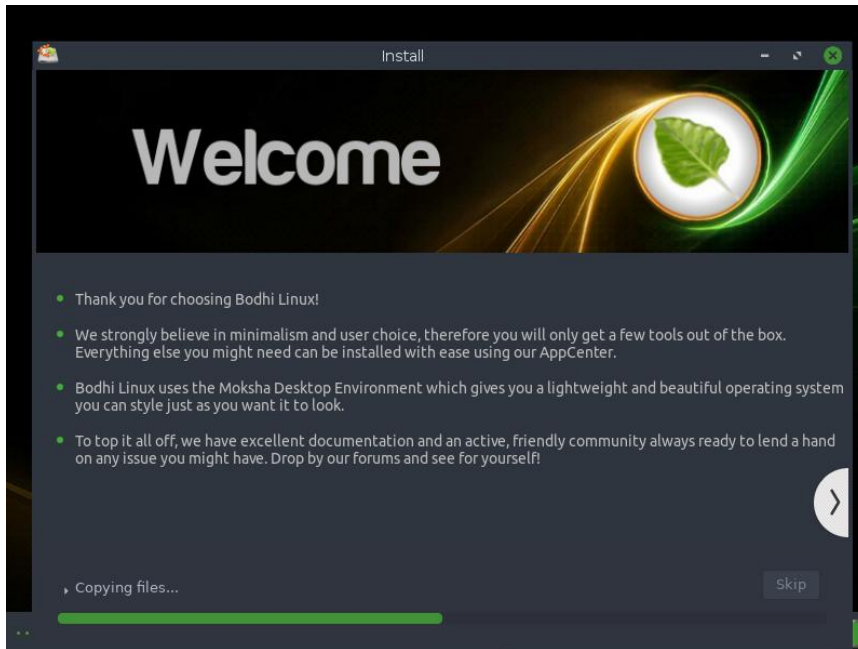 Install
Welcome
Thank you for choosing Bodhi Linux!
We strongly believe in minimalism and user choice, therefore you will only get a few tools out of the box.
Everything else you might need can be installed with ease using our AppCenter.
Bodhi Linux uses the Moksha Desktop Environment which gives you a lightweight and beautiful operating system
you can style just as you want it to look.
To top it all off, we have excellent documentation and an active, friendly community always ready to lend a hand
on any issue you might have. Drop by our forums and see for yourself!
Copying files...
Skip